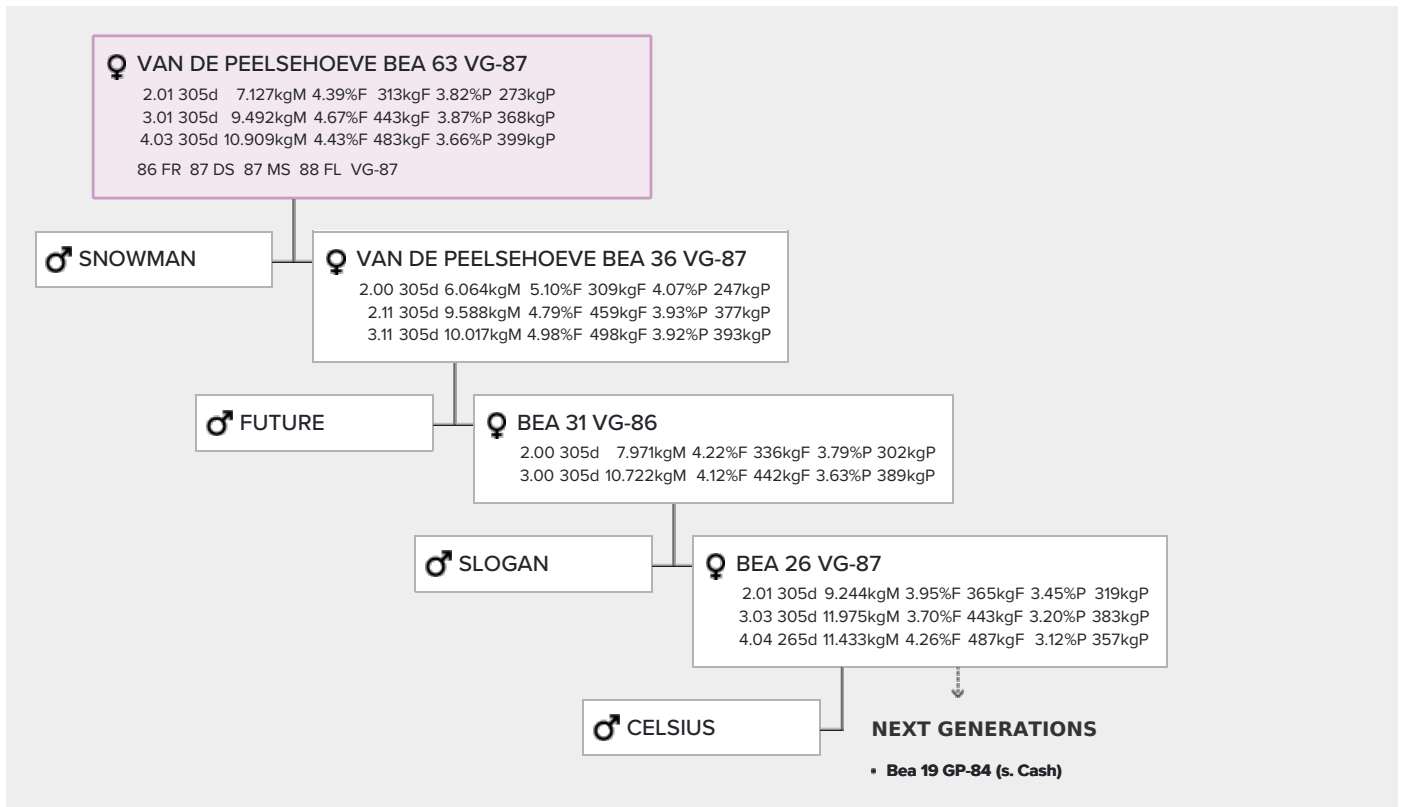 VAN DE PEELSEHOEVE BEA 63 VG-87
2.01 305d 7.127kgM 4.39%F 313kgF 3.82%P 273kgP
3.01 305d 9.492kgM 4.67%F 443kgF 3.87%P 368kgP
4.03 305d 10.909kgM 4.43%F 483kgF 3.66%P 399kgP
86 FR 87 DS 87 MS 88 FL VG-87
SNOWMAN
VAN DE PEELSEHOEVE BEA 36 VG-87
2.00 305d 6.064kgM 5.10%F 309kgF 4.07%P 247kgP
2.11 305d 9.588kgM 4.79%F 459kgF 3.93%P 377kgP
3.11 305d 10.017kgM 4.98%F 498kgF 3.92%P 393kgP
FUTURE
BEA 31 VG-86
2.00 305d 7.971kgM 4.22%F 336kgF 3.79%P 302kgP
3.00 305d 10.722kgM 4.12%F 442kgF 3.63%P 389kgP
SLOGAN
BEA 26 VG-87
2.01 305d 9.244kgM 3.95%F 365kgF 3.45%P 319kgP
3.03 305d 11.975kgM 3.70%F 443kgF 3.20%P 383kgP
4.04 265d 11.433kgM 4.26%F 487kgF 3.12%P 357kgP
CELSIUS
NEXT GENERATIONS
• Bea 19 GP-84 (s. Cash)